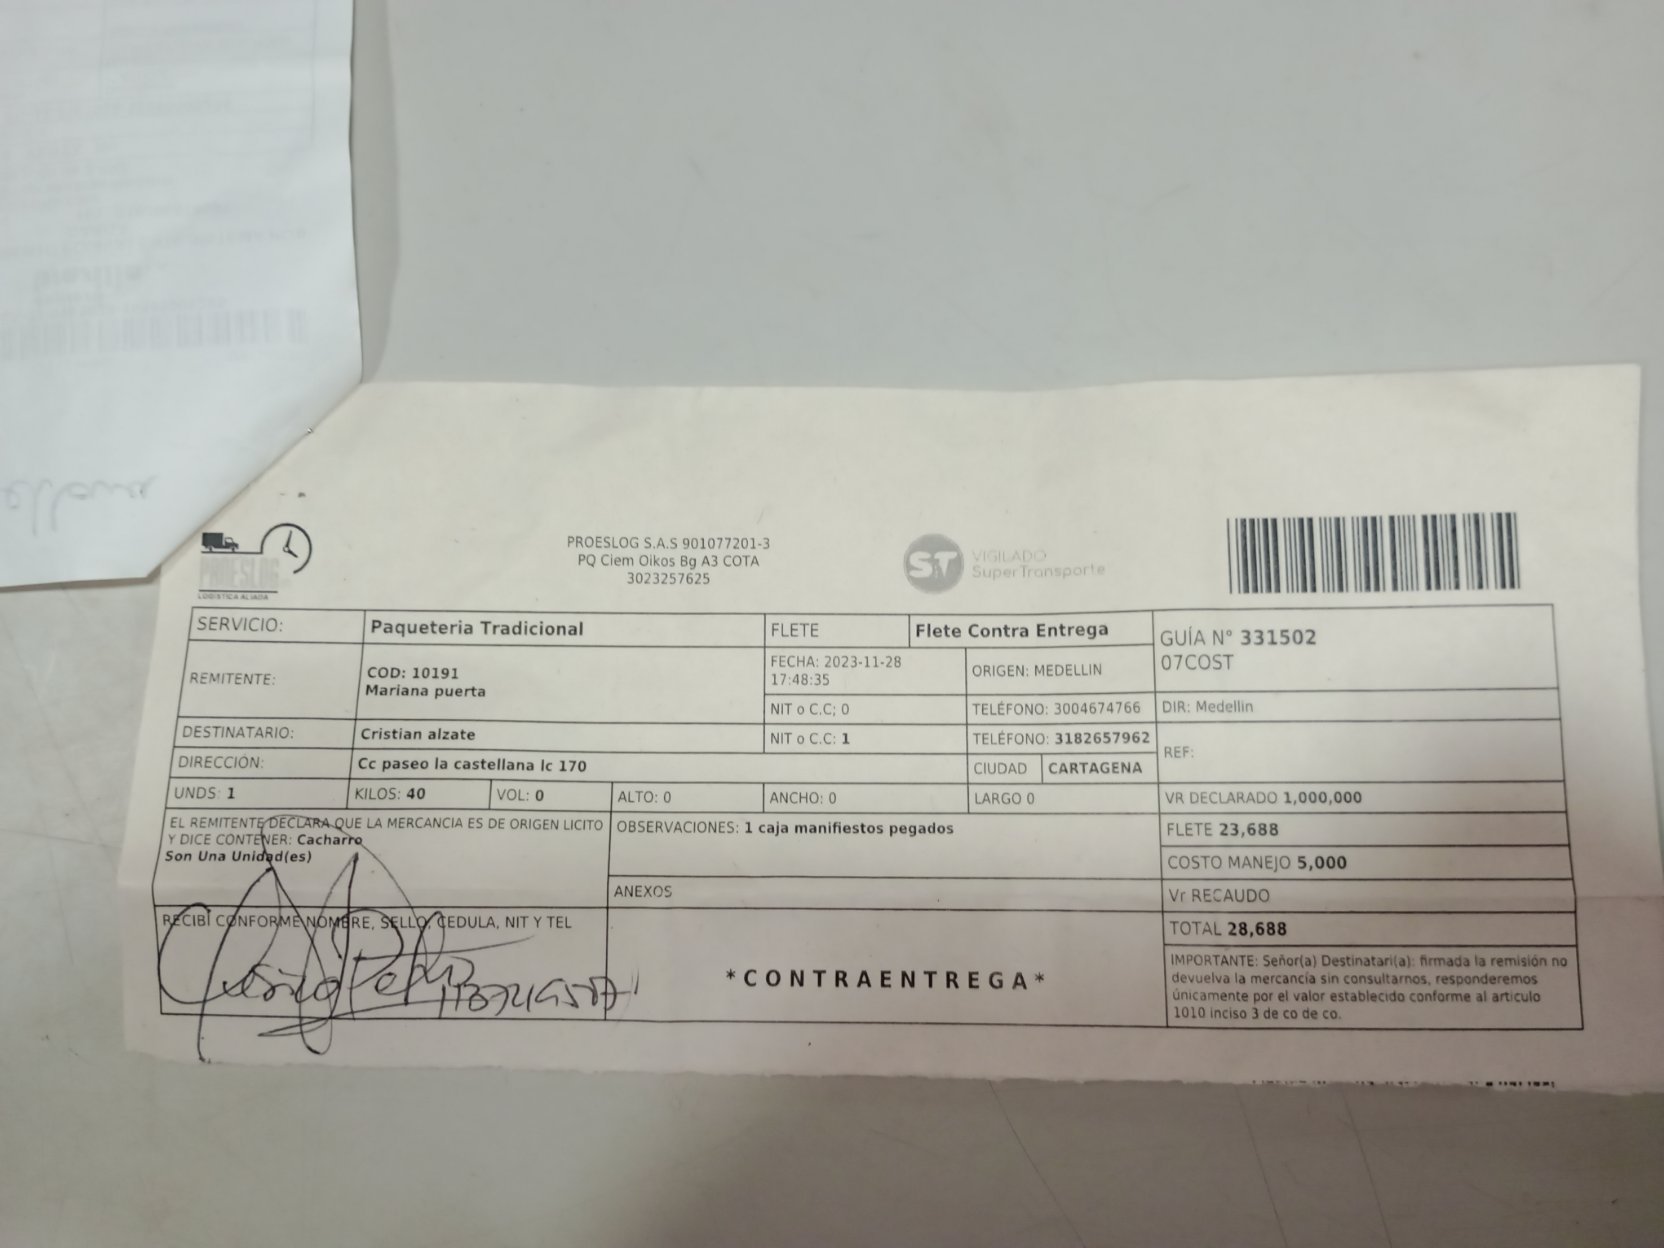 PROESLOG
LOGISTICA ALIADA
PROESLOG S.A.S 901077201-3
PQ Ciem Oikos Bg A3 COTA
3023257625
ST VIGILADO
SuperTransporte
SERVICIO: Paqueteria Tradicional FLETE Flete Contra Entrega
GUÍA N° 331502
07COST
REMITENTE: COD: 10191
Mariana puerta
FECHA: 2023-11-28
17:48:35
ORIGEN: MEDELLIN
NIT o C.C; 0 TELÉFONO: 3004674766 DIR: Medellin
DESTINATARIO: Cristian alzate NIT o C.C: 1 TELÉFONO: 3182657962
REF:
DIRECCIÓN: Cc paseo la castellana lc 170 CIUDAD CARTAGENA
UNDS: 1 KILOS: 40 VOL: 0 ALTO: 0 ANCHO: 0 LARGO 0 VR DECLARADO 1,000,000
EL REMITENTE DECLARA QUE LA MERCANCIA ES DE ORIGEN LICITO
Y DICE CONTENER: Cacharro
Son Una Unidad(es)
OBSERVACIONES: 1 caja manifiestos pegados
FLETE 23,688
COSTO MANEJO 5,000
ANEXOS
Vr RECAUDO
RECIBÍ CONFORME NOMBRE, SELLO, CEDULA, NIT Y TEL
TOTAL 28,688
*CONTRAENTREGA*
IMPORTANTE: Señor(a) Destinatari(a): firmada la remisión no
devuelva la mercancía sin consultarnos, responderemos
únicamente por el valor establecido conforme al articulo
1010 inciso 3 de co de co.